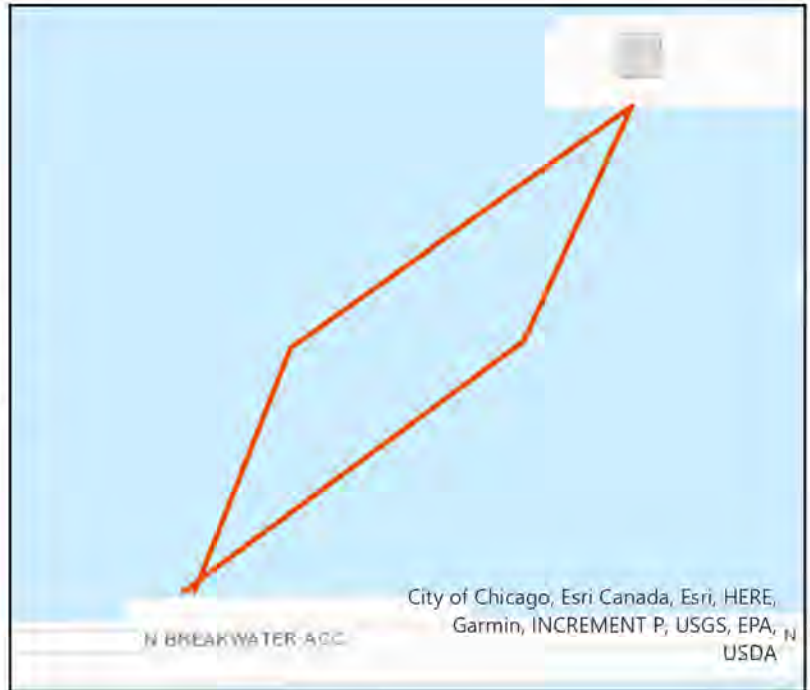 City of Chicago, Esri Canada, Esri, HERE,
Garmin, INCREMENT P, USGS, EPA,
USDA
N BREAKWATER ACC
N